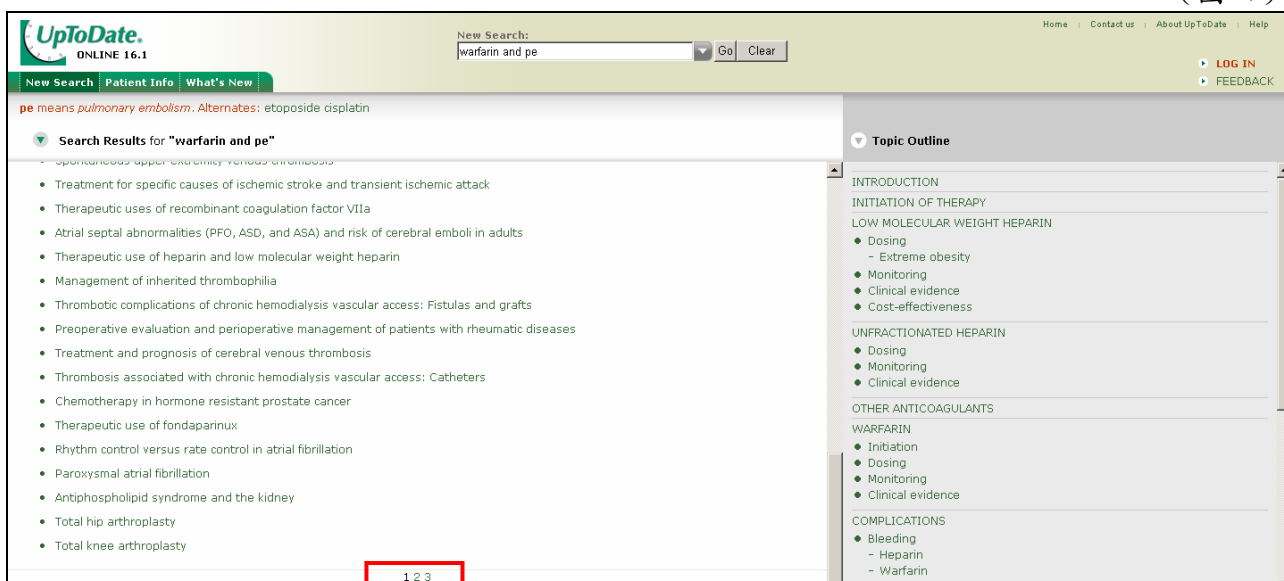 UpToDate.
ONLINE 16.1
New Search:
warfarin and pe
Go Clear
Home Contact us About UpToDate Help
LOG IN
FEEDBACK
New Search Patient Info What's New
pe means pulmonary embolism. Alternates: etoposide cisplatin
Search Results for "warfarin and pe"
• Spontaneous upper extremity venous thrombosis
• Treatment for specific causes of ischemic stroke and transient ischemic attack
• Therapeutic uses of recombinant coagulation factor VIIa
• Atrial septal abnormalities (PFO, ASD, and ASA) and risk of cerebral emboli in adults
• Therapeutic use of heparin and low molecular weight heparin
• Management of inherited thrombophilia
• Thrombotic complications of chronic hemodialysis vascular access: Fistulas and grafts
• Preoperative evaluation and perioperative management of patients with rheumatic diseases
• Treatment and prognosis of cerebral venous thrombosis
• Thrombosis associated with chronic hemodialysis vascular access: Catheters
• Chemotherapy in hormone resistant prostate cancer
• Therapeutic use of fondaparinux
• Rhythm control versus rate control in atrial fibrillation
• Paroxysmal atrial fibrillation
• Antiphospholipid syndrome and the kidney
• Total hip arthroplasty
• Total knee arthroplasty
1 2 3
Topic Outline
INTRODUCTION
INITIATION OF THERAPY
LOW MOLECULAR WEIGHT HEPARIN
• Dosing
– Extreme obesity
• Monitoring
• Clinical evidence
• Cost-effectiveness
UNFRACTIONATED HEPARIN
• Dosing
• Monitoring
• Clinical evidence
OTHER ANTICOAGULANTS
WARFARIN
• Initiation
• Dosing
• Monitoring
• Clinical evidence
COMPLICATIONS
• Bleeding
– Heparin
– Warfarin